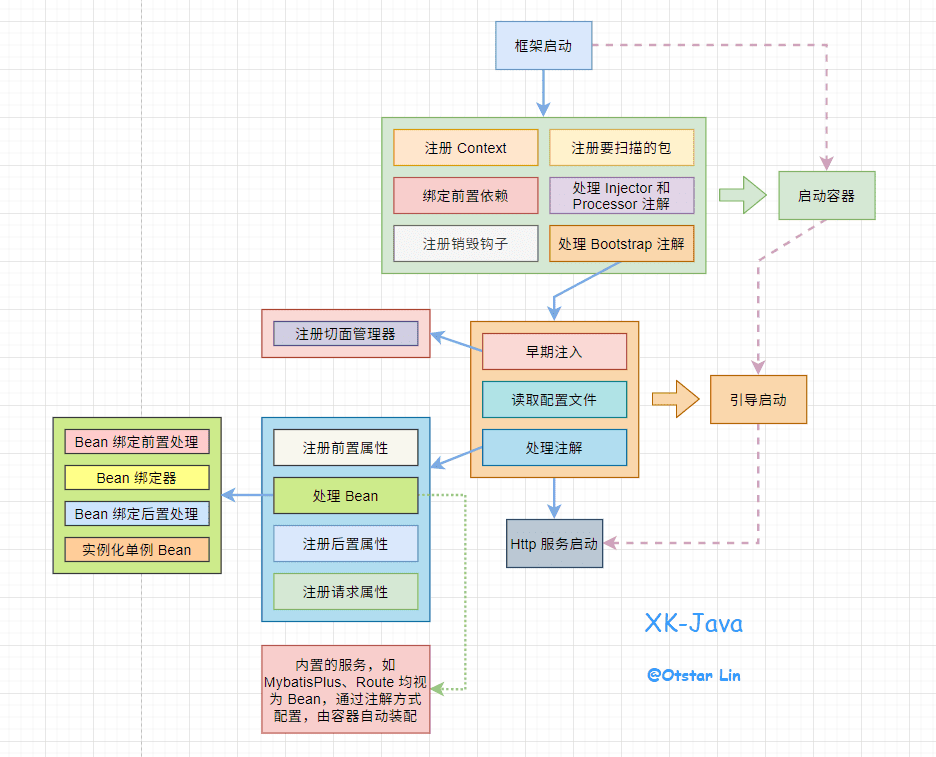 框架启动
注册 Context
注册要扫描的包
绑定前置依赖
处理 Injector 和
Processor 注解
注册销毁钩子
处理 Bootstrap 注解
启动容器
注册切面管理器
早期注入
读取配置文件
处理注解
引导启动
Bean 绑定前置处理
Bean 绑定器
Bean 绑定后置处理
实例化单例 Bean
注册前置属性
处理 Bean
注册后置属性
注册请求属性
Http 服务启动
内置的服务，如
MybatisPlus、Route 均视
为 Bean，通过注解方式
配置，由容器自动装配
XK-Java
@Otstar Lin